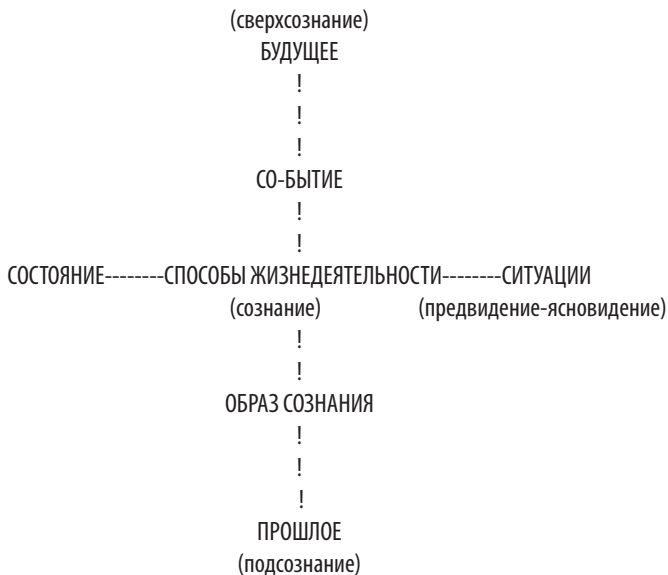 (сверхсознание)
БУДУЩЕЕ
!
!
!
СО-БЫТИЕ
!
!
СОСТОЯНИЕ--------СПОСОБЫ ЖИЗНЕДЕЯТЕЛЬНОСТИ--------СИТУАЦИИ
(сознание) (предвидение-ясновидение)
!
!
ОБРАЗ СОЗНАНИЯ
!
!
!
ПРОШЛОЕ
(подсознание)